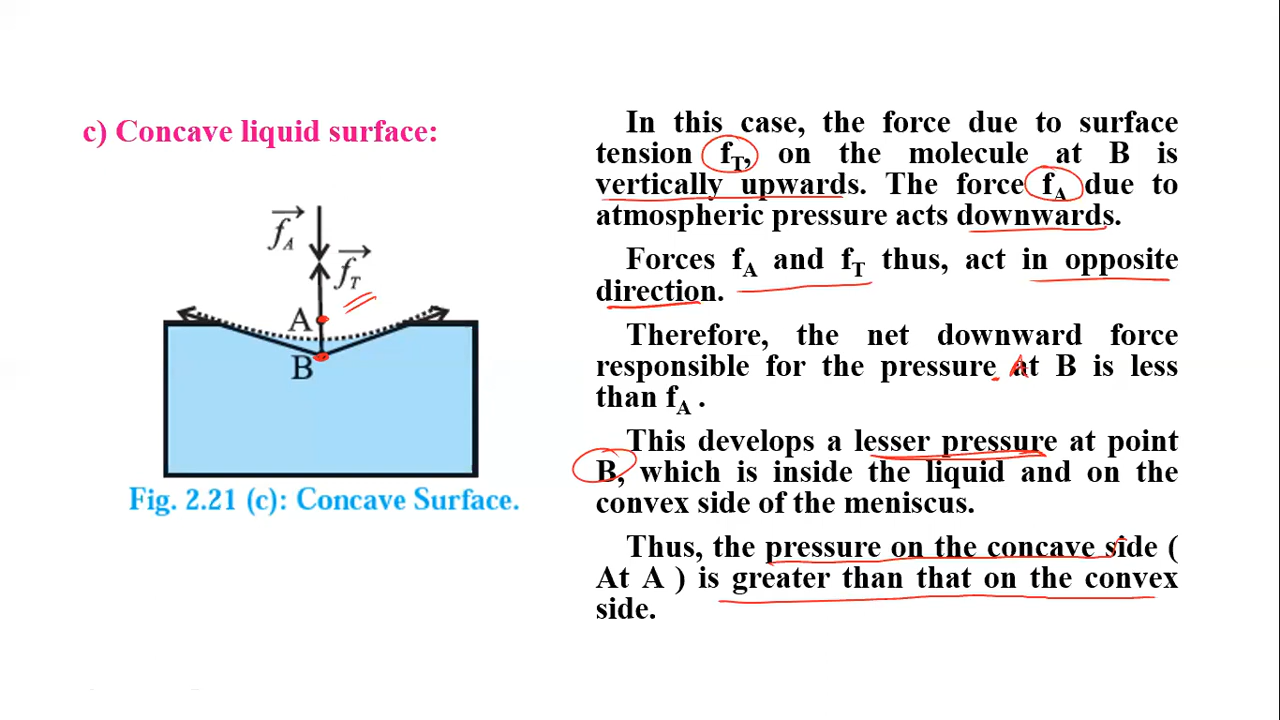 c) Concave liquid surface:
f_A
f_T
A
B
Fig. 2.21 (c): Concave Surface.
In this case, the force due to surface
tension f_T, on the molecule at B is
vertically upwards. The force f_A due to
atmospheric pressure acts downwards.
Forces f_A and f_T thus, act in opposite
direction.
Therefore, the net downward force
responsible for the pressure at B is less
than f_A .
This develops a lesser pressure at point
B, which is inside the liquid and on the
convex side of the meniscus.
Thus, the pressure on the concave side (
At A ) is greater than that on the convex
side.